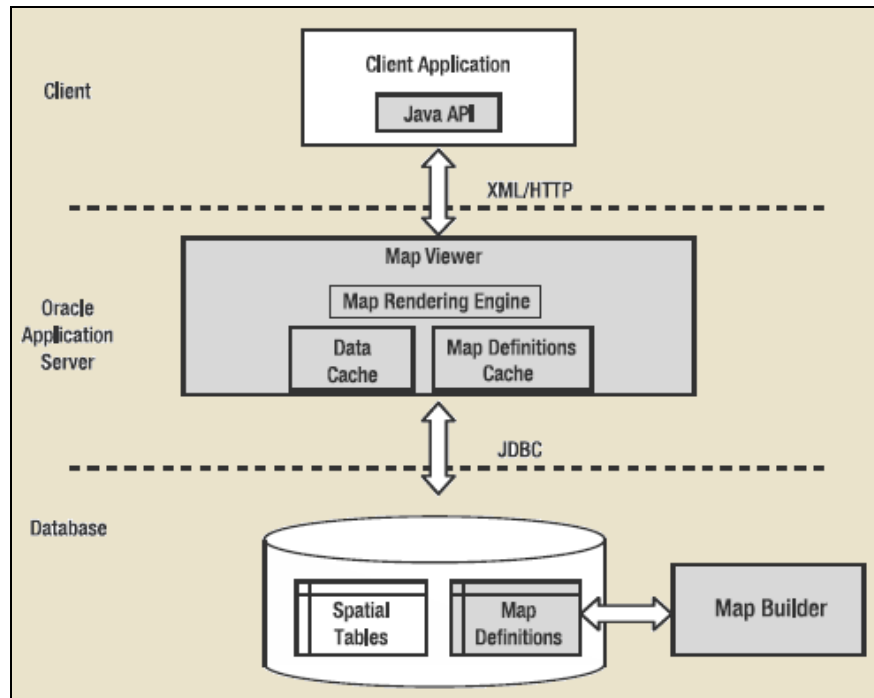 Client Application
Client
Java API
XML/HTTP
Map Viewer
Map Rendering Engine
Oracle
Application
Server
Data
Cache
Map Definitions
Cache
JDBC
Database
Spatial
Tables
Map
Definitions
Map Builder